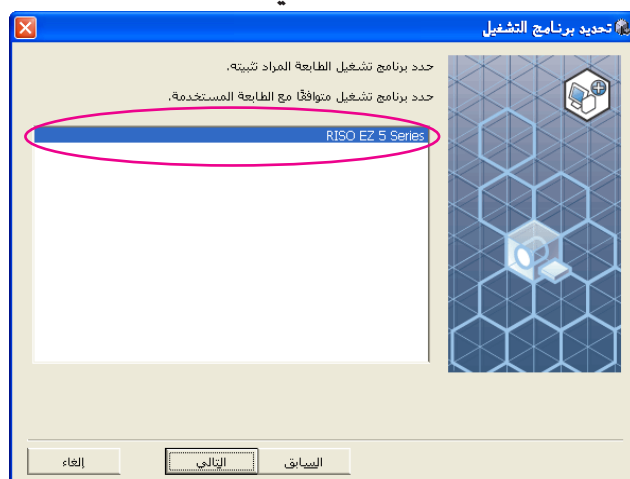 تحديد برنامج التشغيل
حدد برنامج تشغيل الطابعة المراد تثبيته.
حدد برنامج تشغيل متوافقًا مع الطابعة المستخدمة.
RISO EZ 5 Series
السابق
التالي
إلغاء